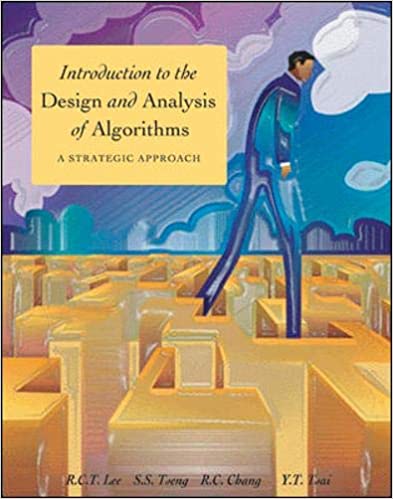 Introduction to the
Design and Analysis
of Algorithms
A STRATEGIC APPROACH
R.C.T. Lee S.S. Tseng R.C. Chang Y.T. Tsai